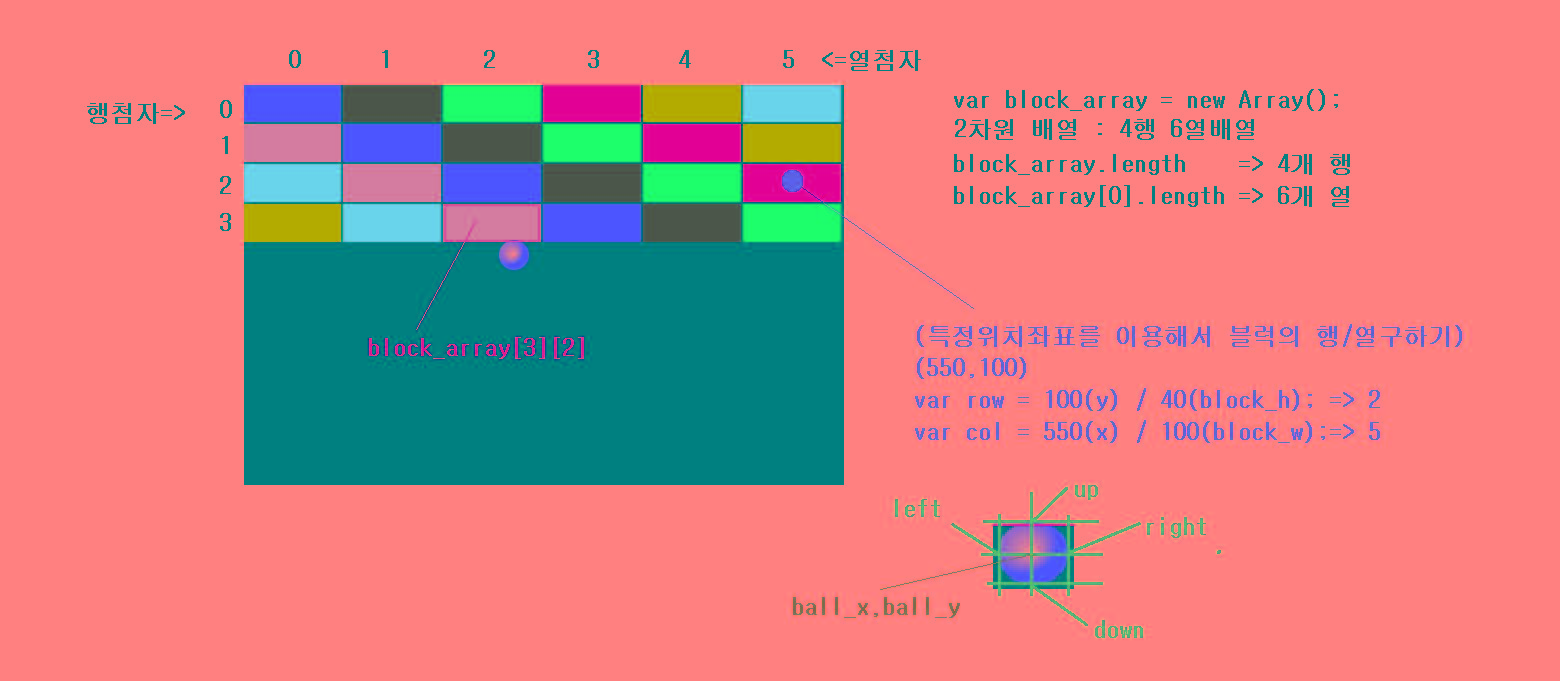 0 1 2 3 4 5 <=열첨자
행첨자=> 0
1
2
3
var block_array = new Array();
2차원 배열 : 4행 6열배열
block_array.length => 4개 행
block_array[0].length => 6개 열
block_array[3][2]
(특정위치좌표를 이용해서 블럭의 행/열구하기)
(550,100)
var row = 100(y) / 40(block_h); => 2
var col = 550(x) / 100(block_w);=> 5
up
left
right
ball_x,ball_y
down